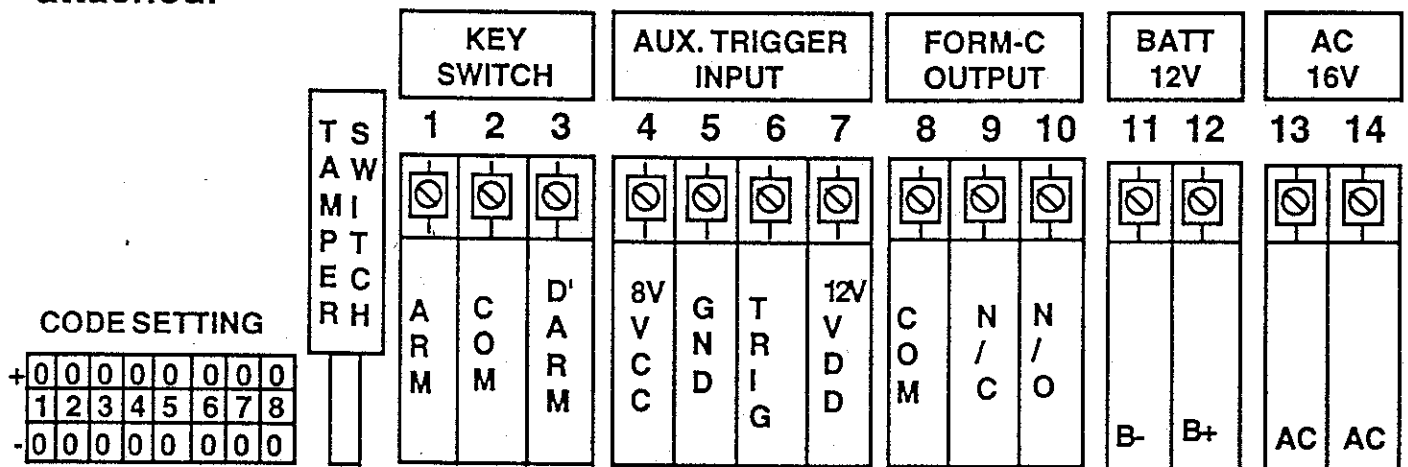 KEY SWITCH
AUX. TRIGGER INPUT
FORM-C OUTPUT
BATT 12V
AC 16V
TAMPER SWITCH
1 2 3 4 5 6 7 8 9 10 11 12 13 14
ARM
COM
D'ARM
8V VCC
GND
TRIG
12V VDD
COM
N/C
N/O
B-
B+
AC
AC
CODE SETTING
+ 0 0 0 0 0 0 0 0
1 2 3 4 5 6 7 8
- 0 0 0 0 0 0 0 0